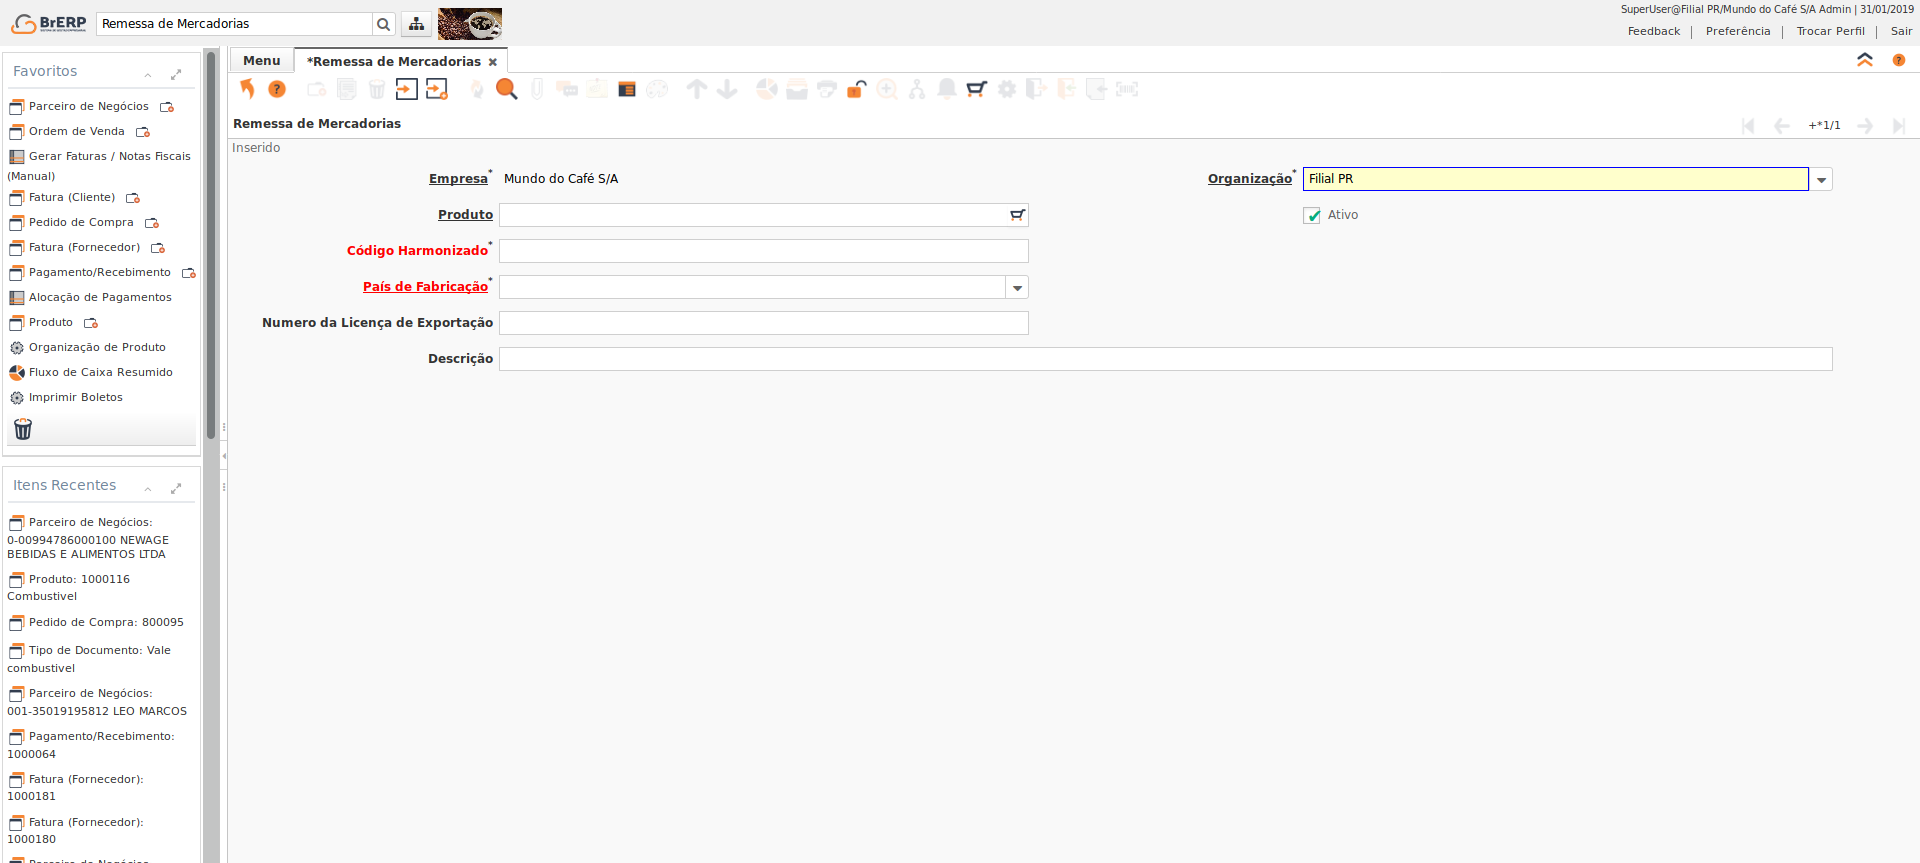 BrERP
Remessa de Mercadorias
SuperUser@Filial PR/Mundo do Café S/A Admin | 31/01/2019
Feedback | Preferência | Trocar Perfil | Sair
Favoritos
Parceiro de Negócios
Ordem de Venda
Gerar Faturas / Notas Fiscais
(Manual)
Fatura (Cliente)
Pedido de Compra
Fatura (Fornecedor)
Pagamento/Recebimento
Alocação de Pagamentos
Produto
Organização de Produto
Fluxo de Caixa Resumido
Imprimir Boletos
Itens Recentes
Parceiro de Negócios:
0-00994786000100 NEWAGE
BEBIDAS E ALIMENTOS LTDA
Produto: 1000116
Combustivel
Pedido de Compra: 800095
Tipo de Documento: Vale
combustivel
Parceiro de Negócios:
001-35019195812 LEO MARCOS
Pagamento/Recebimento:
1000064
Fatura (Fornecedor):
1000181
Fatura (Fornecedor):
1000180
Menu
*Remessa de Mercadorias
Remessa de Mercadorias
+*1/1
Inserido
Empresa* Mundo do Café S/A
Organização* Filial PR
Produto
Ativo
Código Harmonizado*
País de Fabricação*
Numero da Licença de Exportação
Descrição